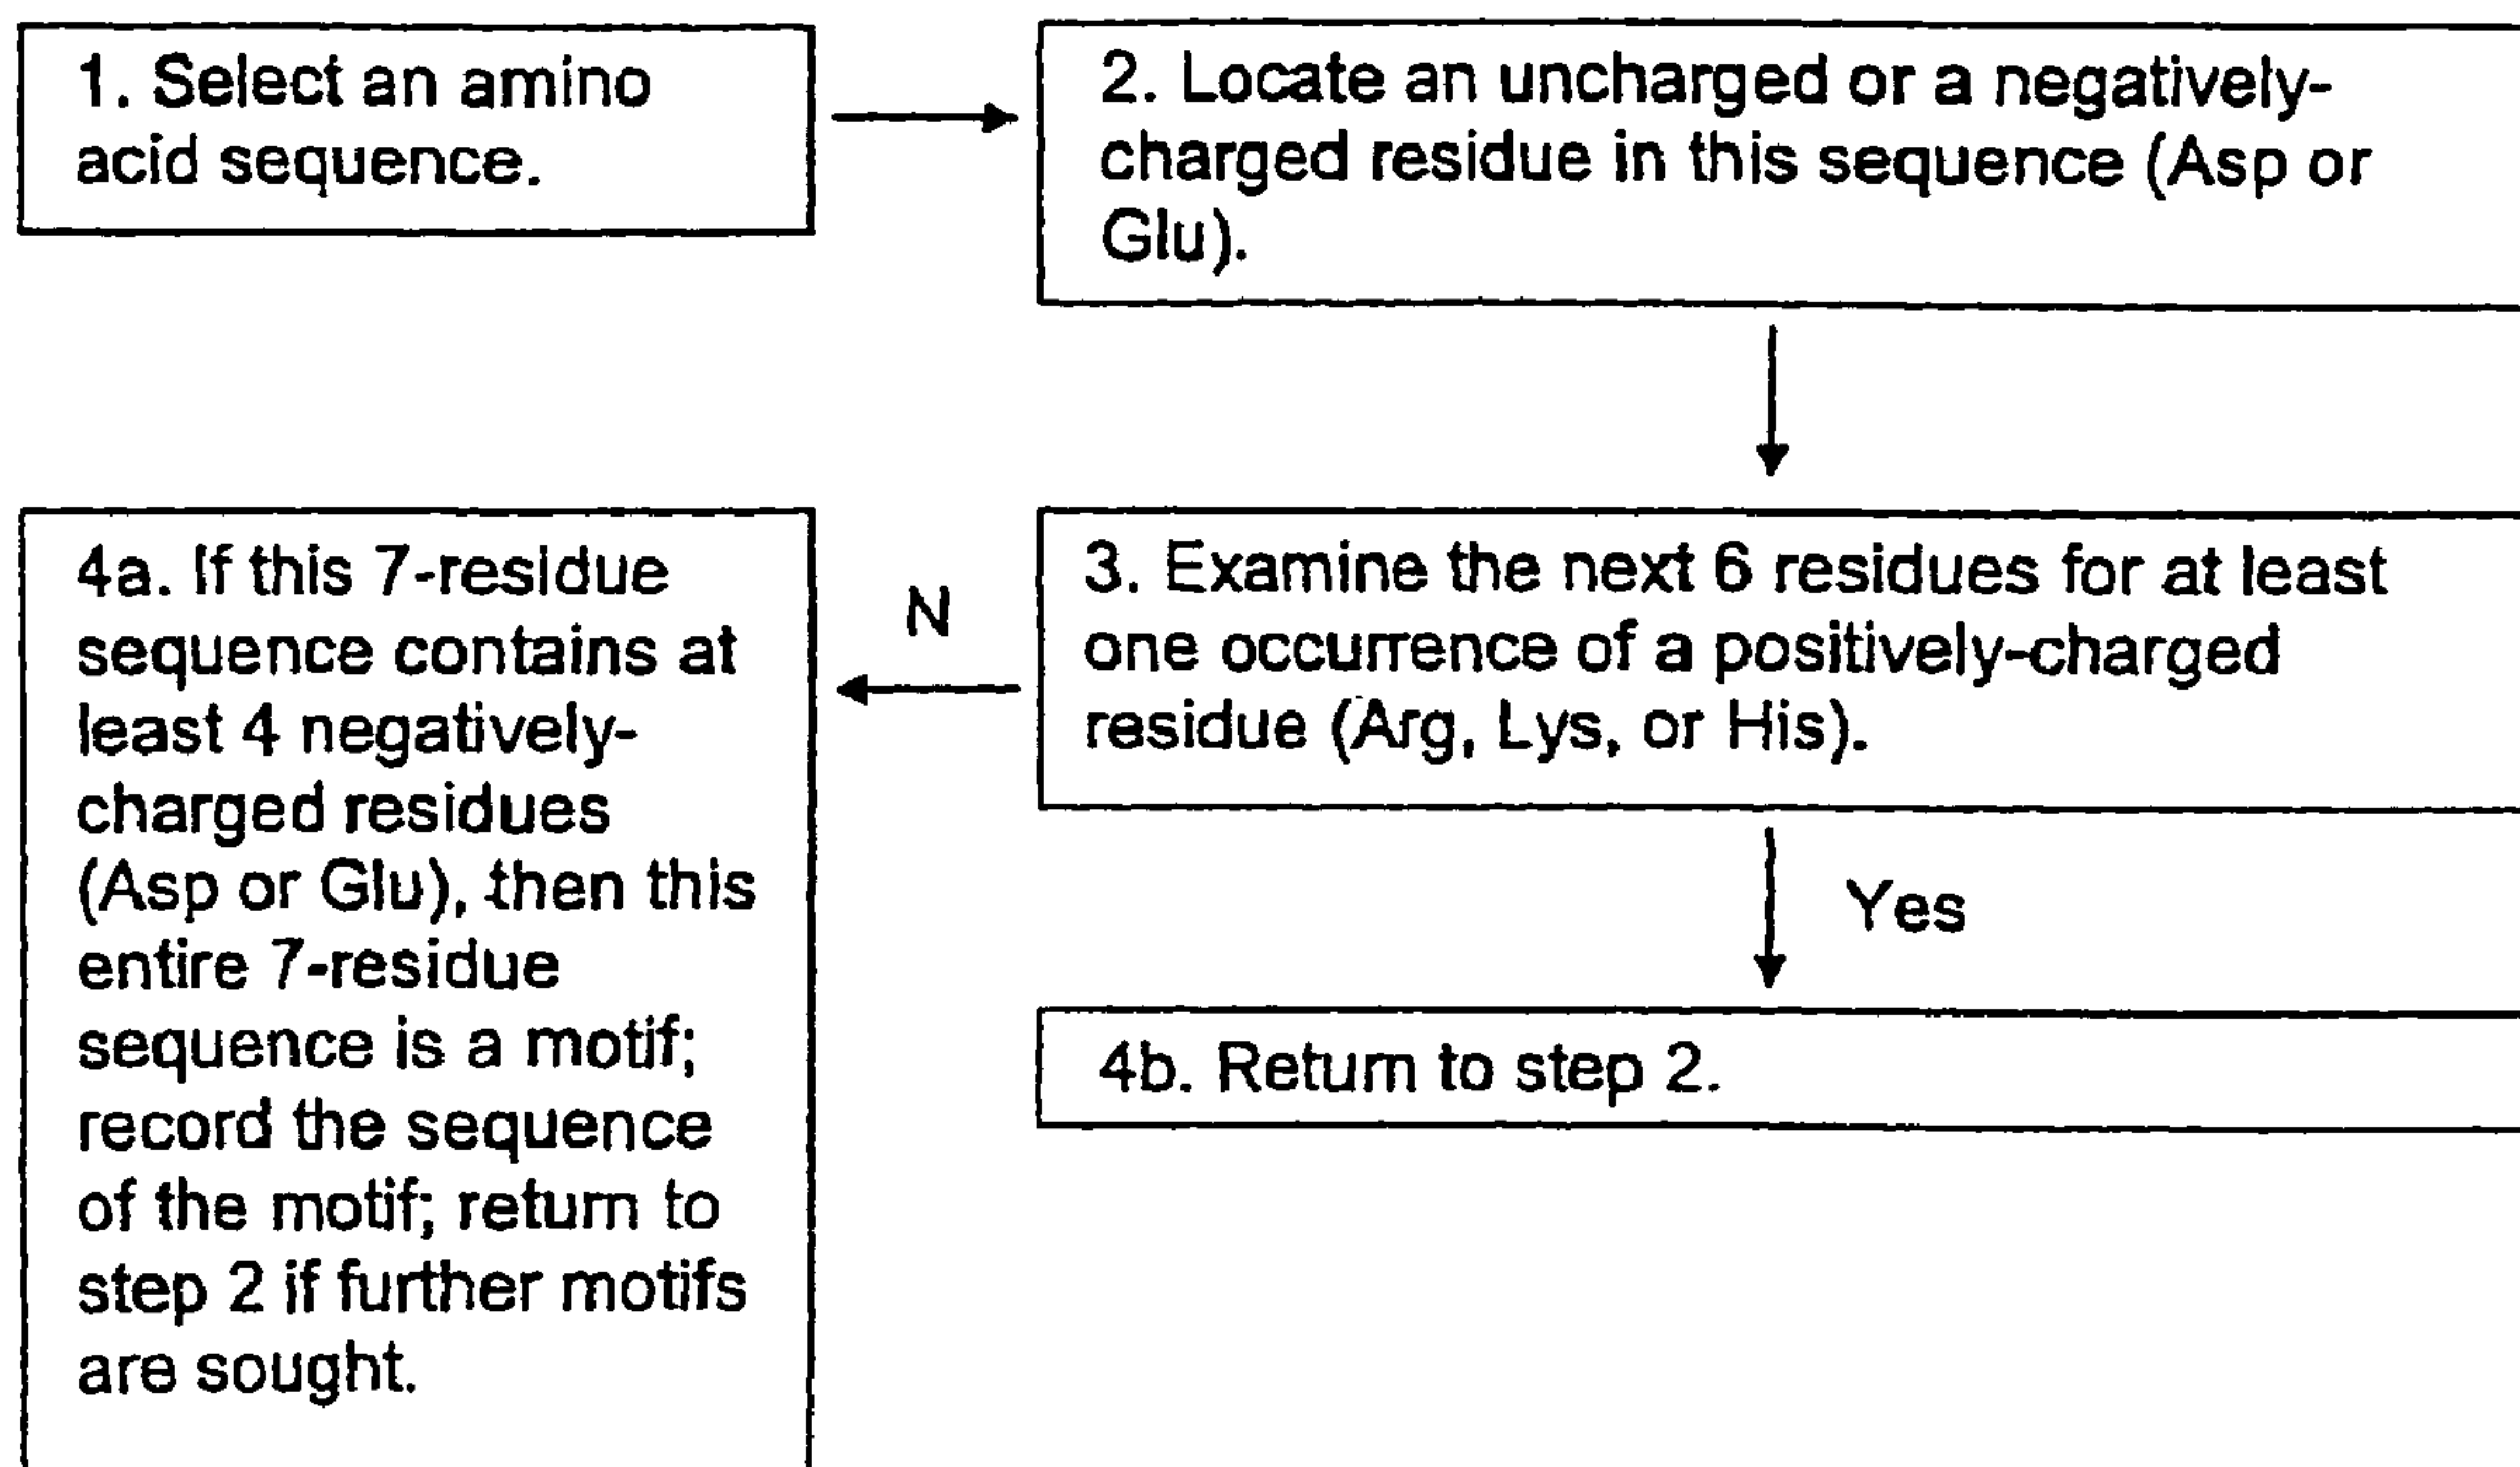 1. Select an amino
acid sequence.
2. Locate an uncharged or a negatively-
charged residue in this sequence (Asp or
Glu).
3. Examine the next 6 residues for at least
one occurrence of a positively-charged
residue (Arg, Lys, or His).
N
4a. If this 7-residue
sequence contains at
least 4 negatively-
charged residues
(Asp or Glu), then this
entire 7-residue
sequence is a motif;
record the sequence
of the motif; return to
step 2 if further motifs
are sought.
Yes
4b. Return to step 2.